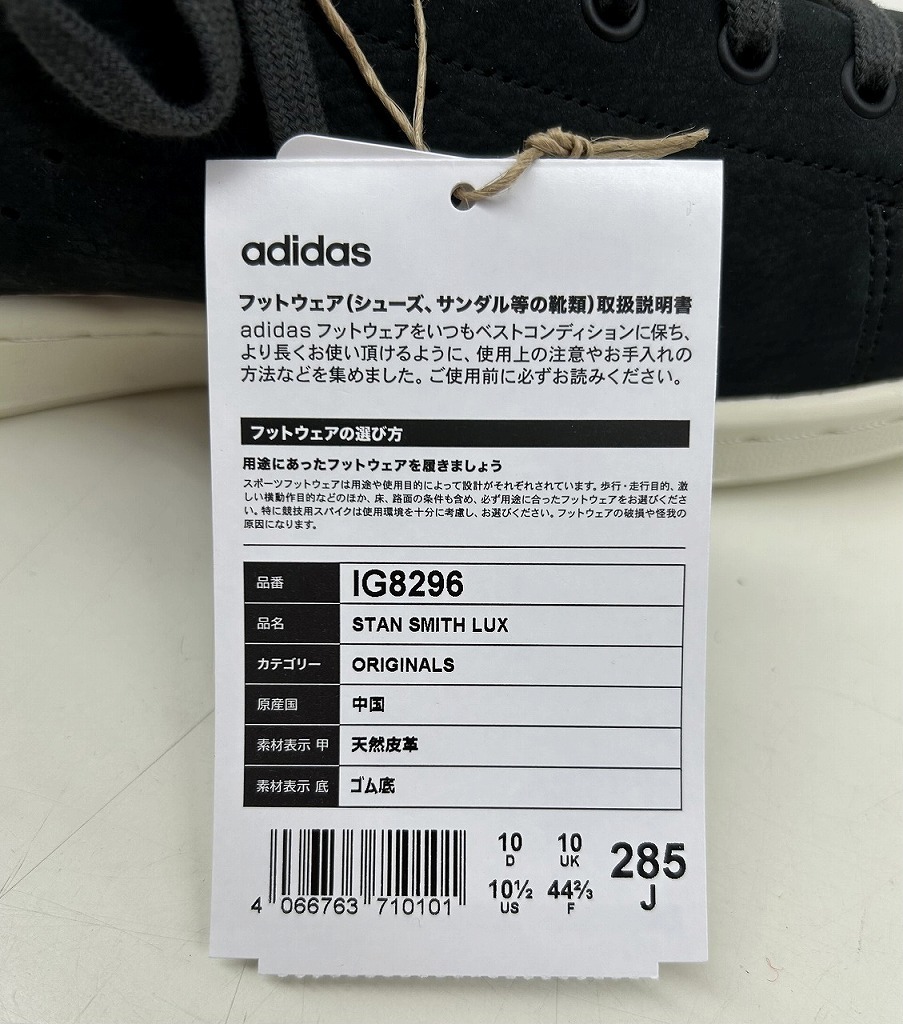 adidas
フットウェア(シューズ、サンダル等の靴類)取扱説明書
adidas フットウェアをいつもベストコンディションに保ち、
より長くお使い頂けるように、使用上の注意やお手入れの
方法などを集めました。ご使用前に必ずお読みください。
フットウェアの選び方
用途にあったフットウェアを履きましょう
スポーツフットウェアは用途や使用目的によって設計がそれぞれされています。歩行・走行目的、激
しい横動作目的などのほか、床、路面の条件も含め、必ず用途に合ったフットウェアをお選びくださ
い。特に競技用スパイクは使用環境を十分に考慮し、お選びください。フットウェアの破損や怪我の
原因になります。
品番 IG8296
品名 STAN SMITH LUX
カテゴリー ORIGINALS
原産国 中国
素材表示 甲 天然皮革
素材表示 底 ゴム底
10 10 285
D UK J
10½ 44⅔
US F
4 066763 710101